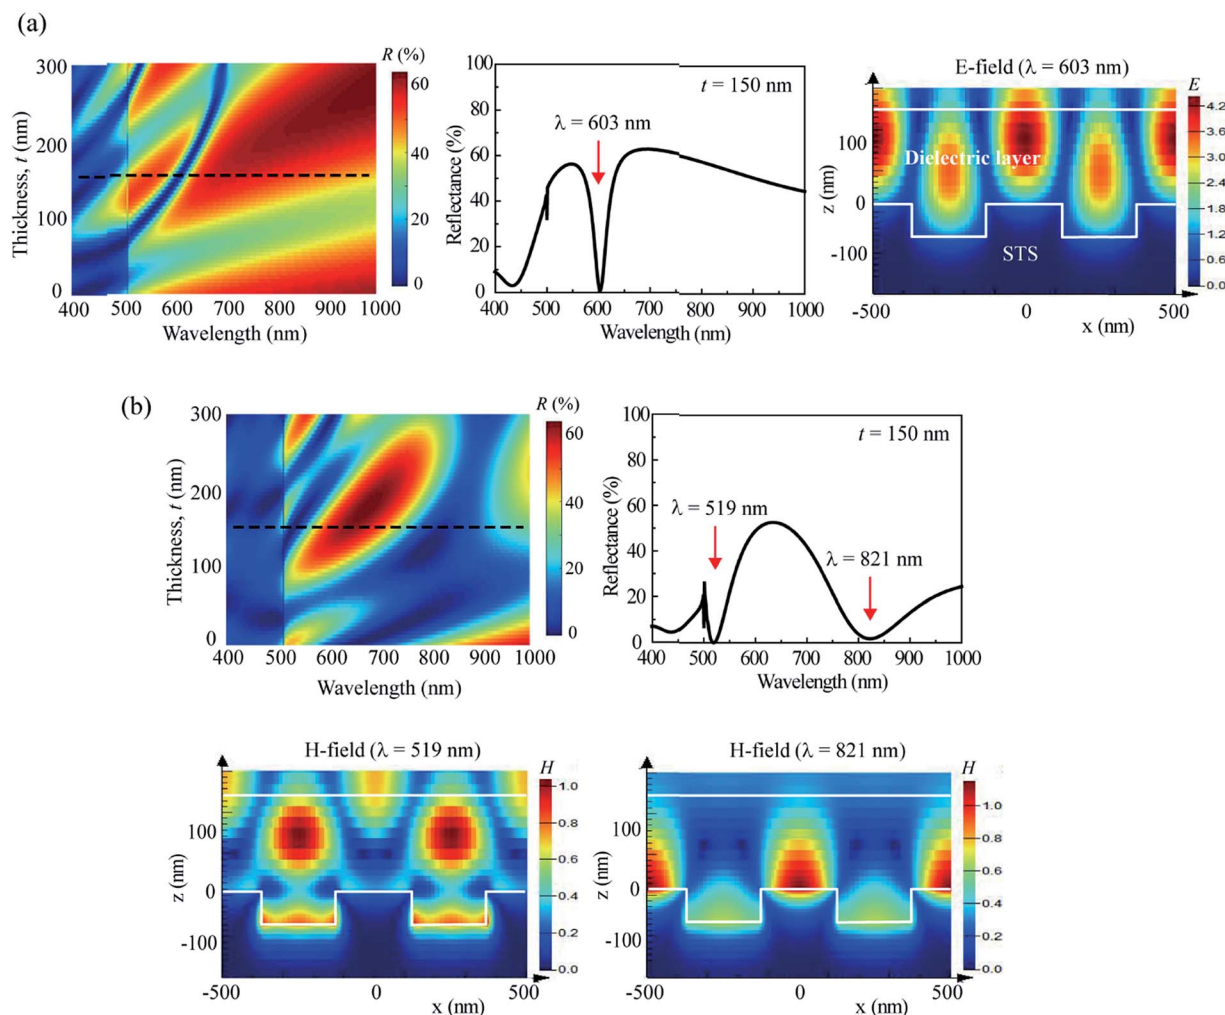 (a)
R (%)
300
200
100
0
Thickness, t (nm)
400 500 600 700 800 900 1000
Wavelength (nm)
60
40
20
0
100
80
60
40
20
0
Reflectance (%)
t = 150 nm
λ = 603 nm
400 500 600 700 800 900 1000
Wavelength (nm)
E-field (λ = 603 nm)
E
4.2
3.6
3.0
2.4
1.8
1.2
0.6
0.0
Dielectric layer
STS
100
0
-100
z (nm)
-500 0 500
x (nm)
(b)
R (%)
300
200
100
0
Thickness, t (nm)
400 500 600 700 800 900 1000
Wavelength (nm)
60
40
20
0
100
80
60
40
20
0
Reflectance (%)
t = 150 nm
λ = 519 nm
λ = 821 nm
400 500 600 700 800 900 1000
Wavelength (nm)
H-field (λ = 519 nm)
H
1.0
0.8
0.6
0.4
0.2
0.0
100
0
-100
z (nm)
-500 0 500
x (nm)
H-field (λ = 821 nm)
H
1.0
0.8
0.6
0.4
0.2
0.0
100
0
-100
z (nm)
-500 0 500
x (nm)